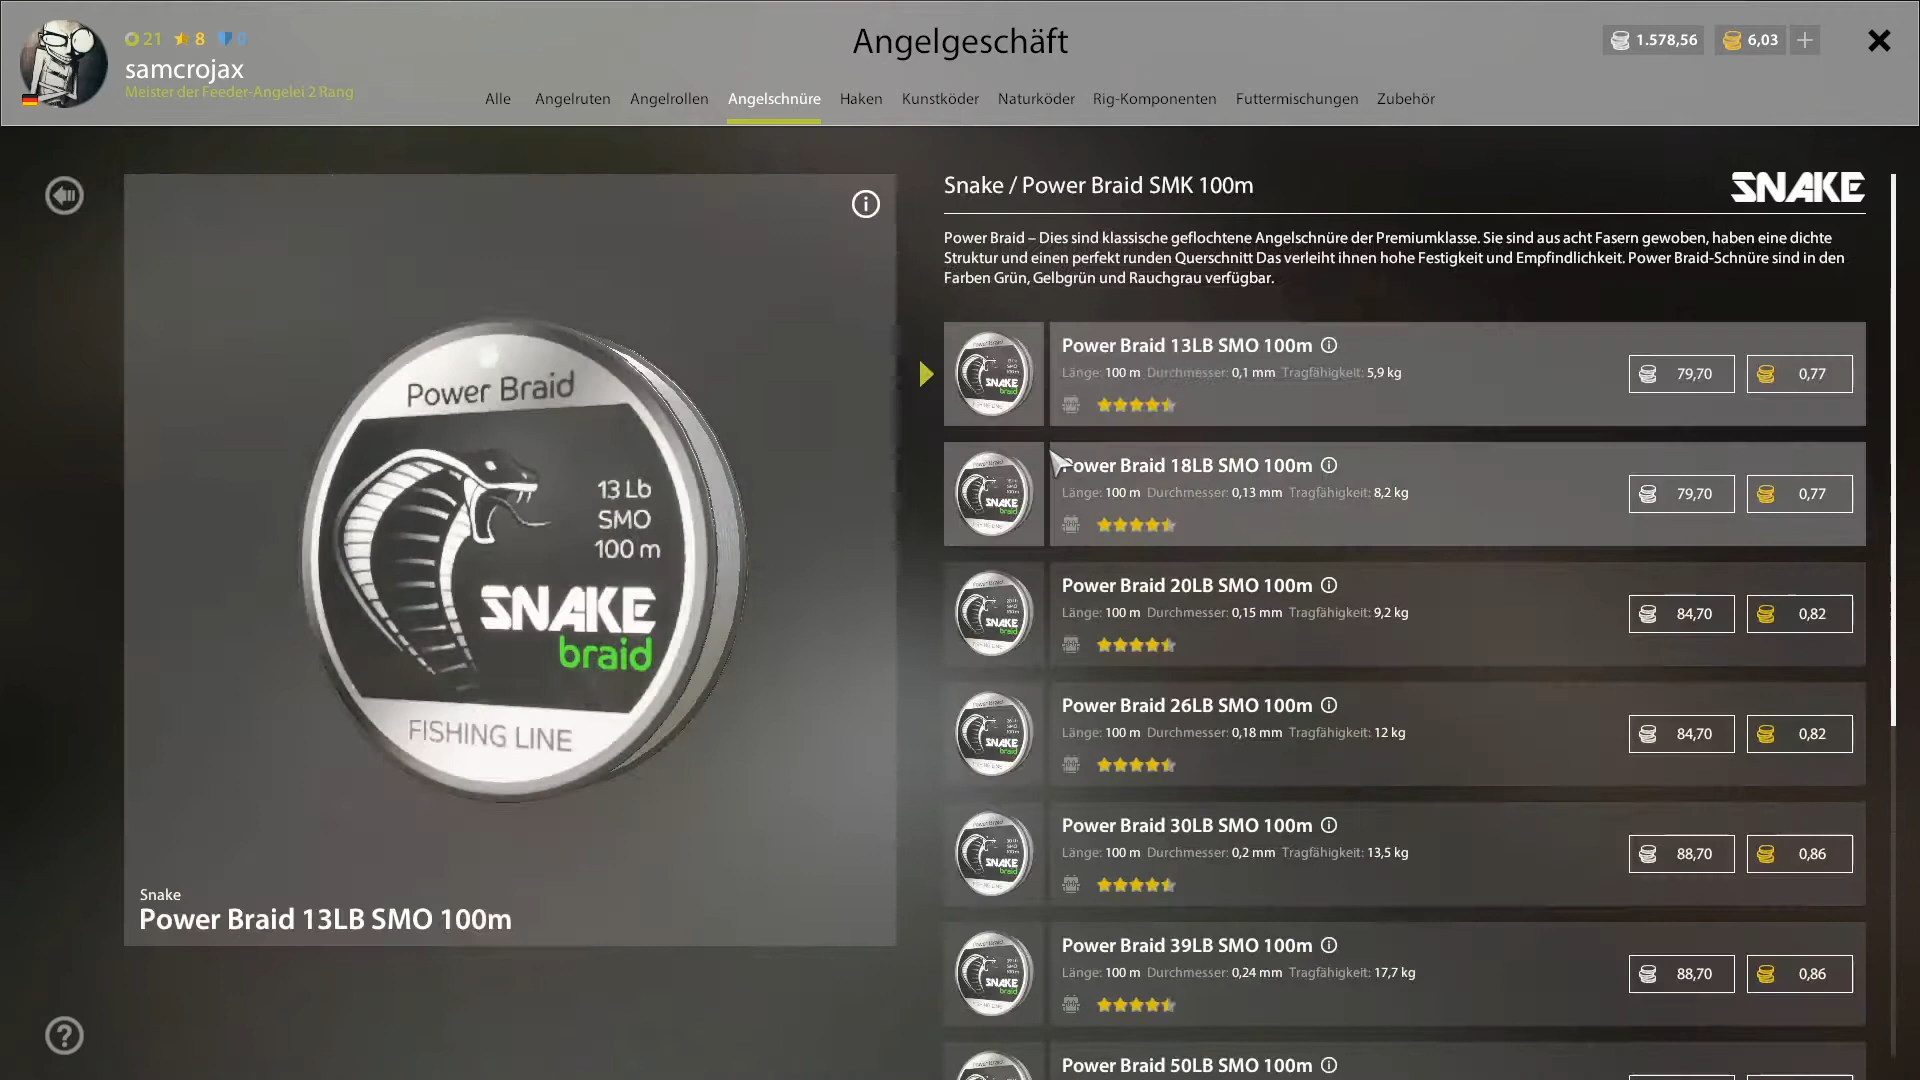 21 8 0
samcrojax
Meister der Feeder-Angelei 2 Rang
Angelgeschäft
1.578,56 6,03
Alle Angelruten Angelrollen Angelschnüre Haken Kunstköder Naturköder Rig-Komponenten Futtermischungen Zubehör
Power Braid
13 Lb
SMO
100 m
SNAKE
braid
FISHING LINE
Snake
Power Braid 13LB SMO 100m
Snake / Power Braid SMK 100m
SNAKE
Power Braid – Dies sind klassische geflochtene Angelschnüre der Premiumklasse. Sie sind aus acht Fasern gewoben, haben eine dichte
Struktur und einen perfekt runden Querschnitt Das verleiht ihnen hohe Festigkeit und Empfindlichkeit. Power Braid-Schnüre sind in den
Farben Grün, Gelbgrün und Rauchgrau verfügbar.
Power Braid 13LB SMO 100m
Länge: 100 m Durchmesser: 0,1 mm Tragfähigkeit: 5,9 kg
79,70 0,77
Power Braid 18LB SMO 100m
Länge: 100 m Durchmesser: 0,13 mm Tragfähigkeit: 8,2 kg
79,70 0,77
Power Braid 20LB SMO 100m
Länge: 100 m Durchmesser: 0,15 mm Tragfähigkeit: 9,2 kg
84,70 0,82
Power Braid 26LB SMO 100m
Länge: 100 m Durchmesser: 0,18 mm Tragfähigkeit: 12 kg
84,70 0,82
Power Braid 30LB SMO 100m
Länge: 100 m Durchmesser: 0,2 mm Tragfähigkeit: 13,5 kg
88,70 0,86
Power Braid 39LB SMO 100m
Länge: 100 m Durchmesser: 0,24 mm Tragfähigkeit: 17,7 kg
88,70 0,86
Power Braid 50LB SMO 100m